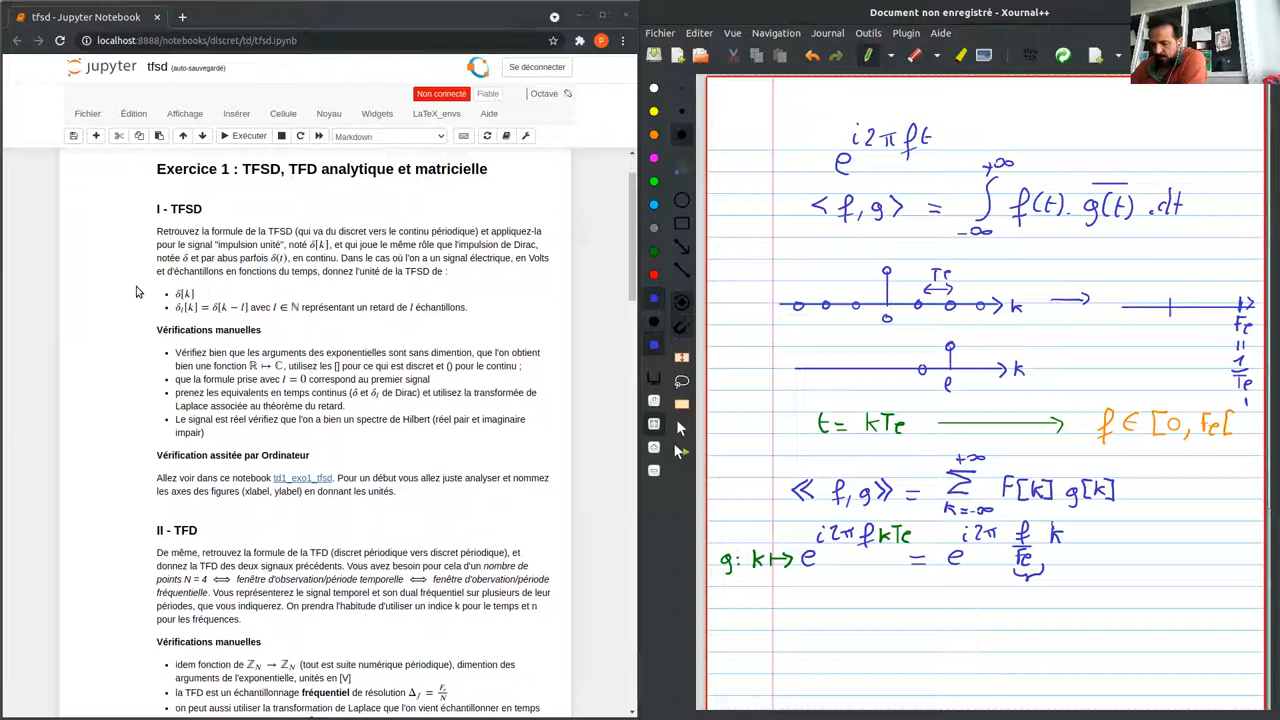 tfsd - Jupyter Notebook
localhost:8888/notebooks/discret/td/tfsd.ipynb
jupyter tfsd (auto-sauvegardé)
Se déconnecter
Non connecté Fiable Octave
Fichier Édition Affichage Insérer Cellule Noyau Widgets LaTeX_envs Aide
Exécuter Markdown
Exercice 1 : TFSD, TFD analytique et matricielle
I - TFSD
Retrouvez la formule de la TFSD (qui va du discret vers le continu périodique) et appliquez-la
pour le signal "impulsion unité", noté δ[k], et qui joue le même rôle que l'impulsion de Dirac,
notée δ et par abus parfois δ(t), en continu. Dans le cas où l'on a un signal électrique, en Volts
et d'échantillons en fonctions du temps, donnez l'unité de la TFSD de :
• δ[k]
• δ_l[k] = δ[k − l] avec l ∈ ℕ représentant un retard de l échantillons.
Vérifications manuelles
• Vérifiez bien que les arguments des exponentielles sont sans dimention, que l'on obtient
bien une fonction ℝ ↦ ℂ, utilisez les [] pour ce qui est discret et () pour le continu ;
• que la formule prise avec l = 0 correspond au premier signal
• prenez les equivalents en temps continu (δ et δ_l de Dirac) et utilisez la transformée de
Laplace associée au théorème du retard.
• Le signal est réel vérifiez que l'on a bien un spectre de Hilbert (réel pair et imaginaire
impair)
Vérification assitée par Ordinateur
Allez voir dans ce notebook td1_exo1_tfsd. Pour un début vous allez juste analyser et nommez
les axes des figures (xlabel, ylabel) en donnant les unités.
II - TFD
De même, retrouvez la formule de la TFD (discret périodique vers discret périodique), et
donnez la TFD des deux signaux précédents. Vous avez besoin pour cela d'un nombre de
points N = 4 ⟺ fenêtre d'observation/période temporelle ⟺ fenêtre d'obervation/période
fréquentielle. Vous représenterez le signal temporel et son dual fréquentiel sur plusieurs de leur
périodes, que vous indiquerez. On prendra l'habitude d'utiliser un indice k pour le temps et n
pour les fréquences.
Vérifications manuelles
• idem fonction de ℤ_N → ℤ_N (tout est suite numérique périodique), dimention des
arguments de l'exponentielle, unités en [V]
• la TFD est un échantillonnage fréquentiel de résolution Δ_f = F_e/N
• on peut aussi utiliser la transformation de Laplace que l'on vient échantillonner en temps
Document non enregistré - Xournal++
Fichier Éditer Vue Navigation Journal Outils Plugin Aide
e^{i2πft}
<f,g> = ∫_{-∞}^{+∞} f(t). \overline{g(t)} .dt
Te
k →
o
Fe
=
1/Te
k
l
t = kTe → f ∈ [0, Fe[
≪ f,g ≫ = Σ_{k=-∞}^{+∞} F[k] g[k]
g: k ↦ e^{i2πf kTe} = e^{i2π f/Fe k}